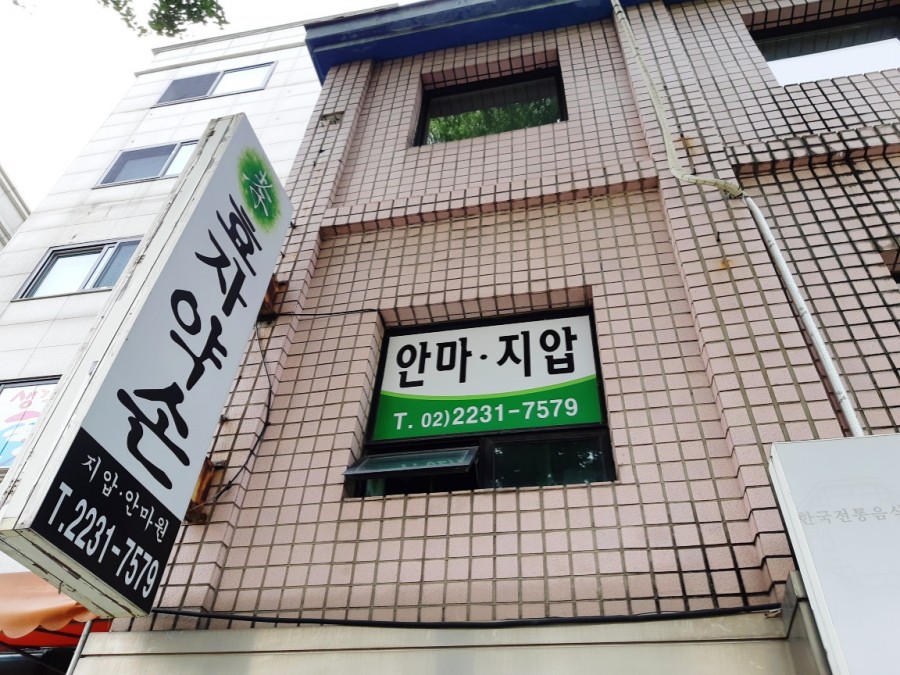 효자약손
지압·안마원
T.2231-7579
안마·지압
T. 02)2231-7579
한국전통음식